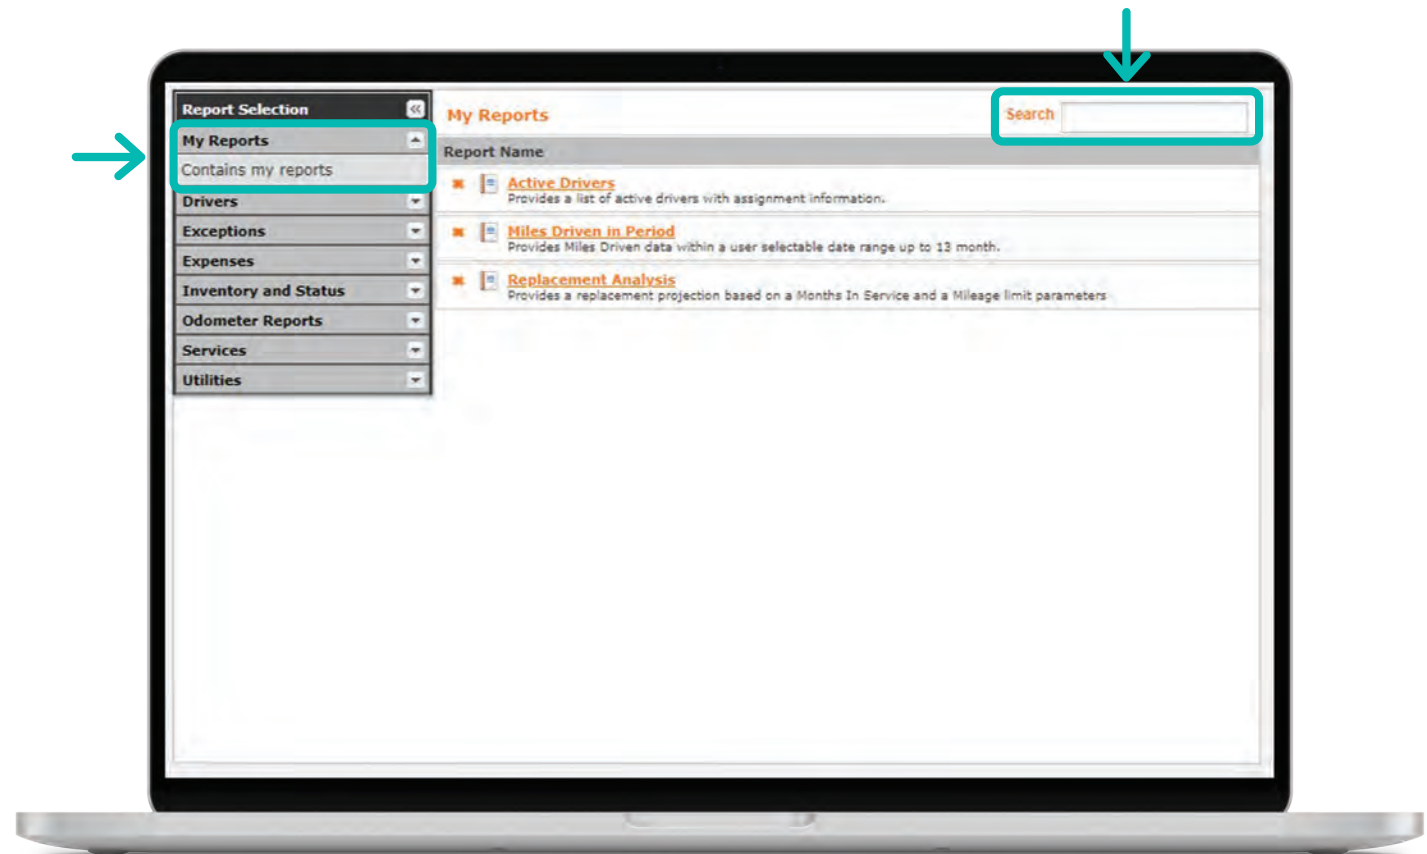 Report Selection
My Reports
Contains my reports
Drivers
Exceptions
Expenses
Inventory and Status
Odometer Reports
Services
Utilities
My Reports
Search
Report Name
Active Drivers
Provides a list of active drivers with assignment information.
Miles Driven in Period
Provides Miles Driven data within a user selectable date range up to 13 month.
Replacement Analysis
Provides a replacement projection based on a Months In Service and a Mileage limit parameters